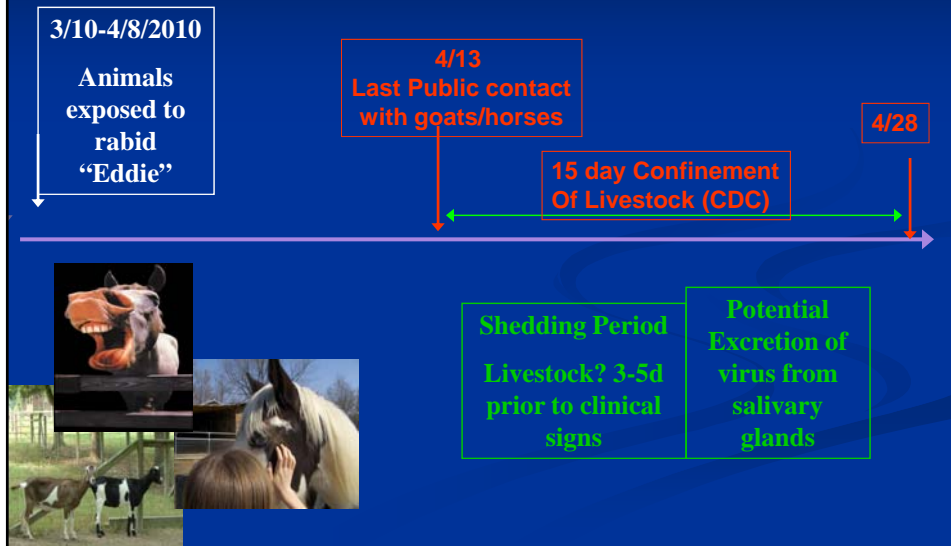 3/10-4/8/2010
Animals
exposed to
rabid
“Eddie”
4/13
Last Public contact
with goats/horses
4/28
15 day Confinement
Of Livestock (CDC)
Shedding Period
Livestock? 3-5d
prior to clinical
signs
Potential
Excretion of
virus from
salivary
glands